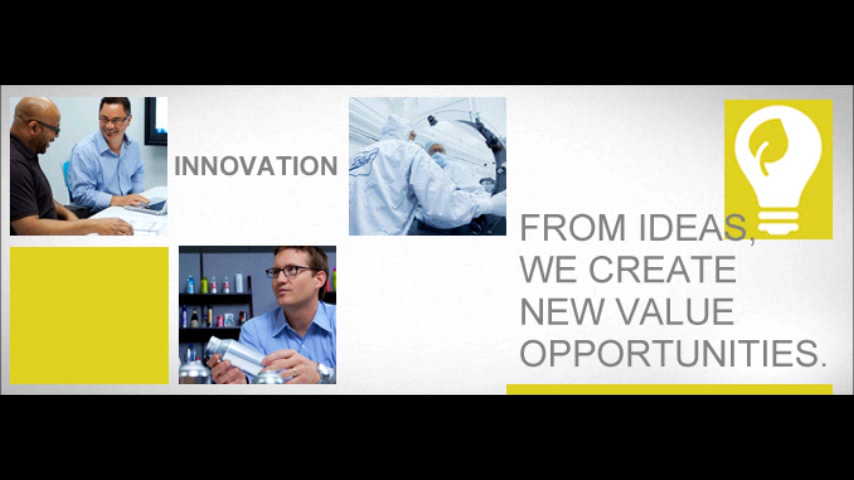 INNOVATION
FROM IDEAS,
WE CREATE
NEW VALUE
OPPORTUNITIES.